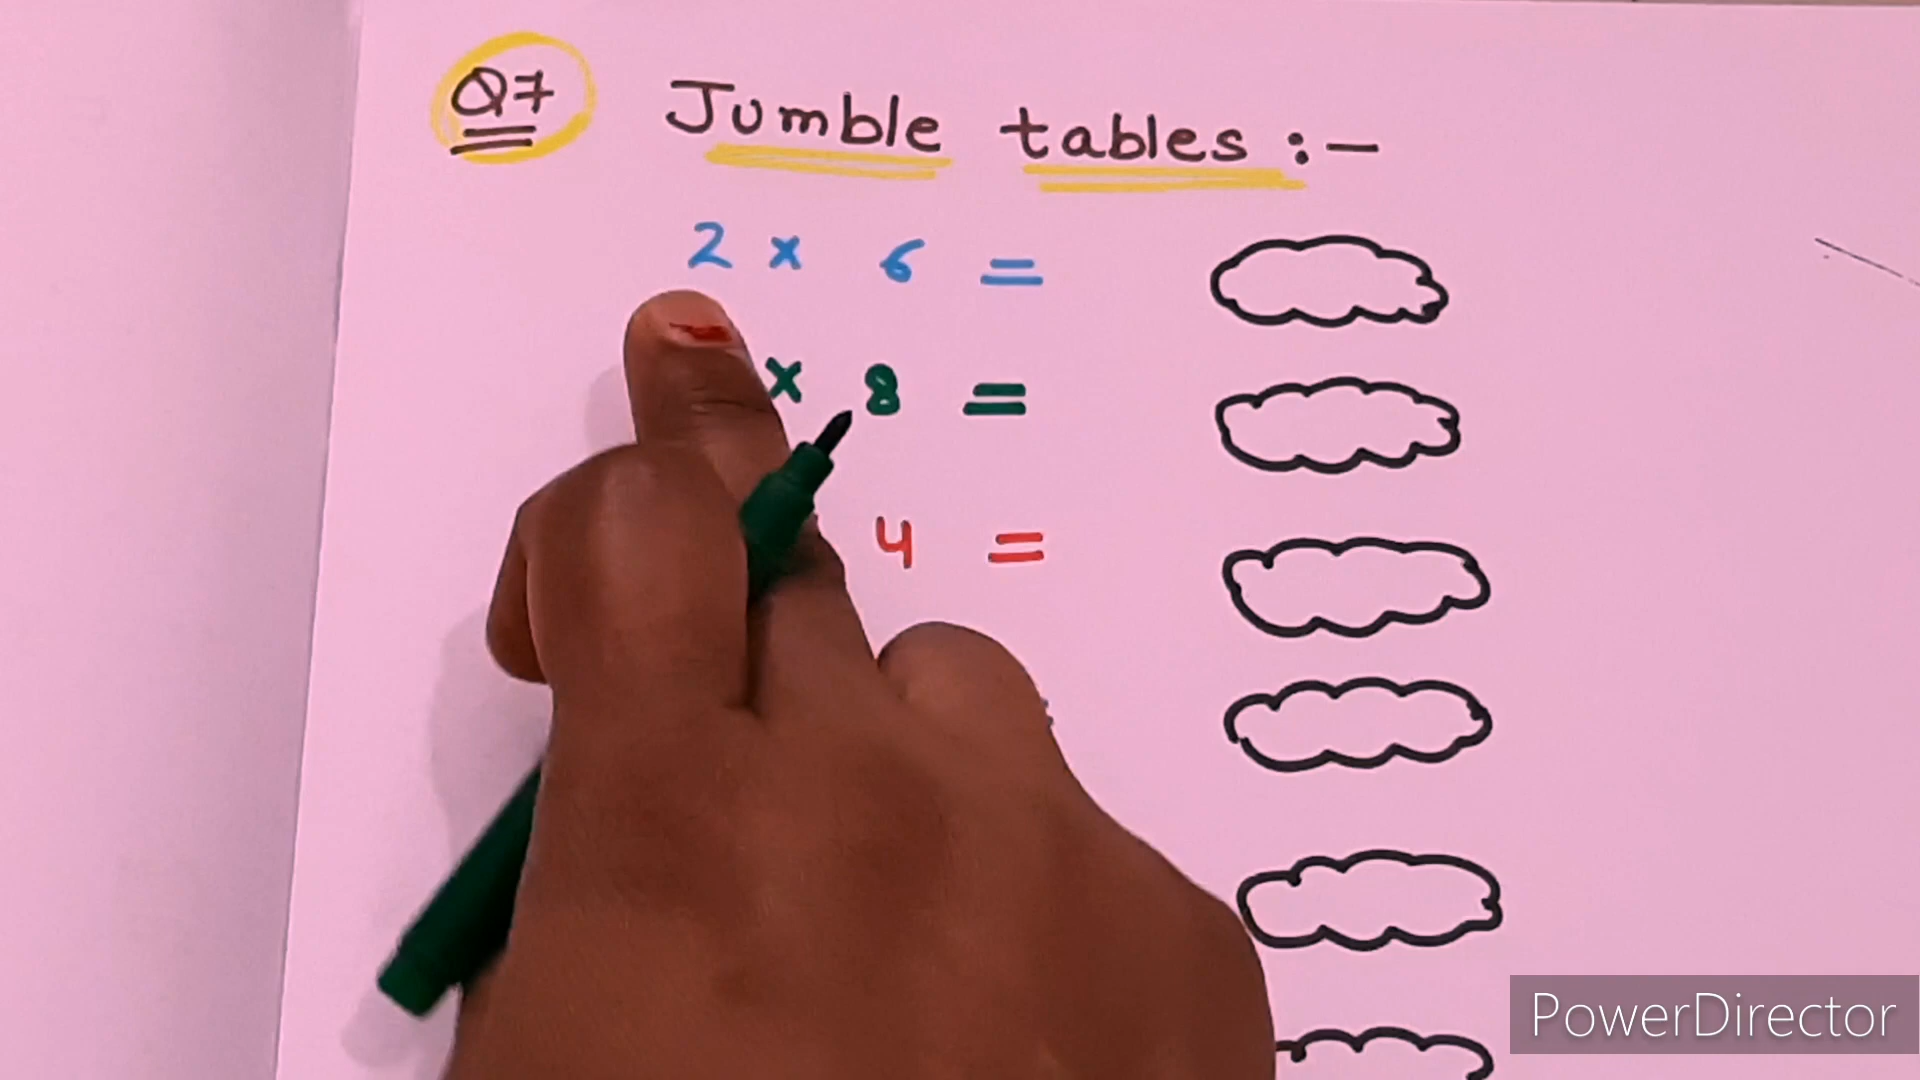 Q7 Jumble tables :-
2 x 6 =
x 8 =
4 =
PowerDirector